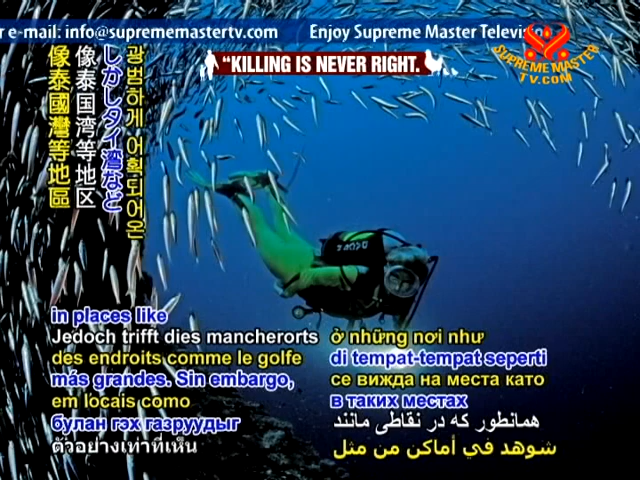 r e-mail: info@suprememastertv.com
Enjoy Supreme Master Televisio
"KILLING IS NEVER RIGHT.
SUPREME MASTER
TV.COM
像泰國灣等地區
像泰国湾等地区
しかしタイ湾など
광범하게 어획되어온
in places like
Jedoch trifft dies mancherorts
des endroits comme le golfe
más grandes. Sin embargo,
em locais como
булан гэх газруудыг
ตัวอย่างเท่าที่เห็น
ở những nơi như
di tempat-tempat seperti
се вижда на места като
в таких местах
همانطور که در نقاطی مانند
شوهد في أماكن من مثل